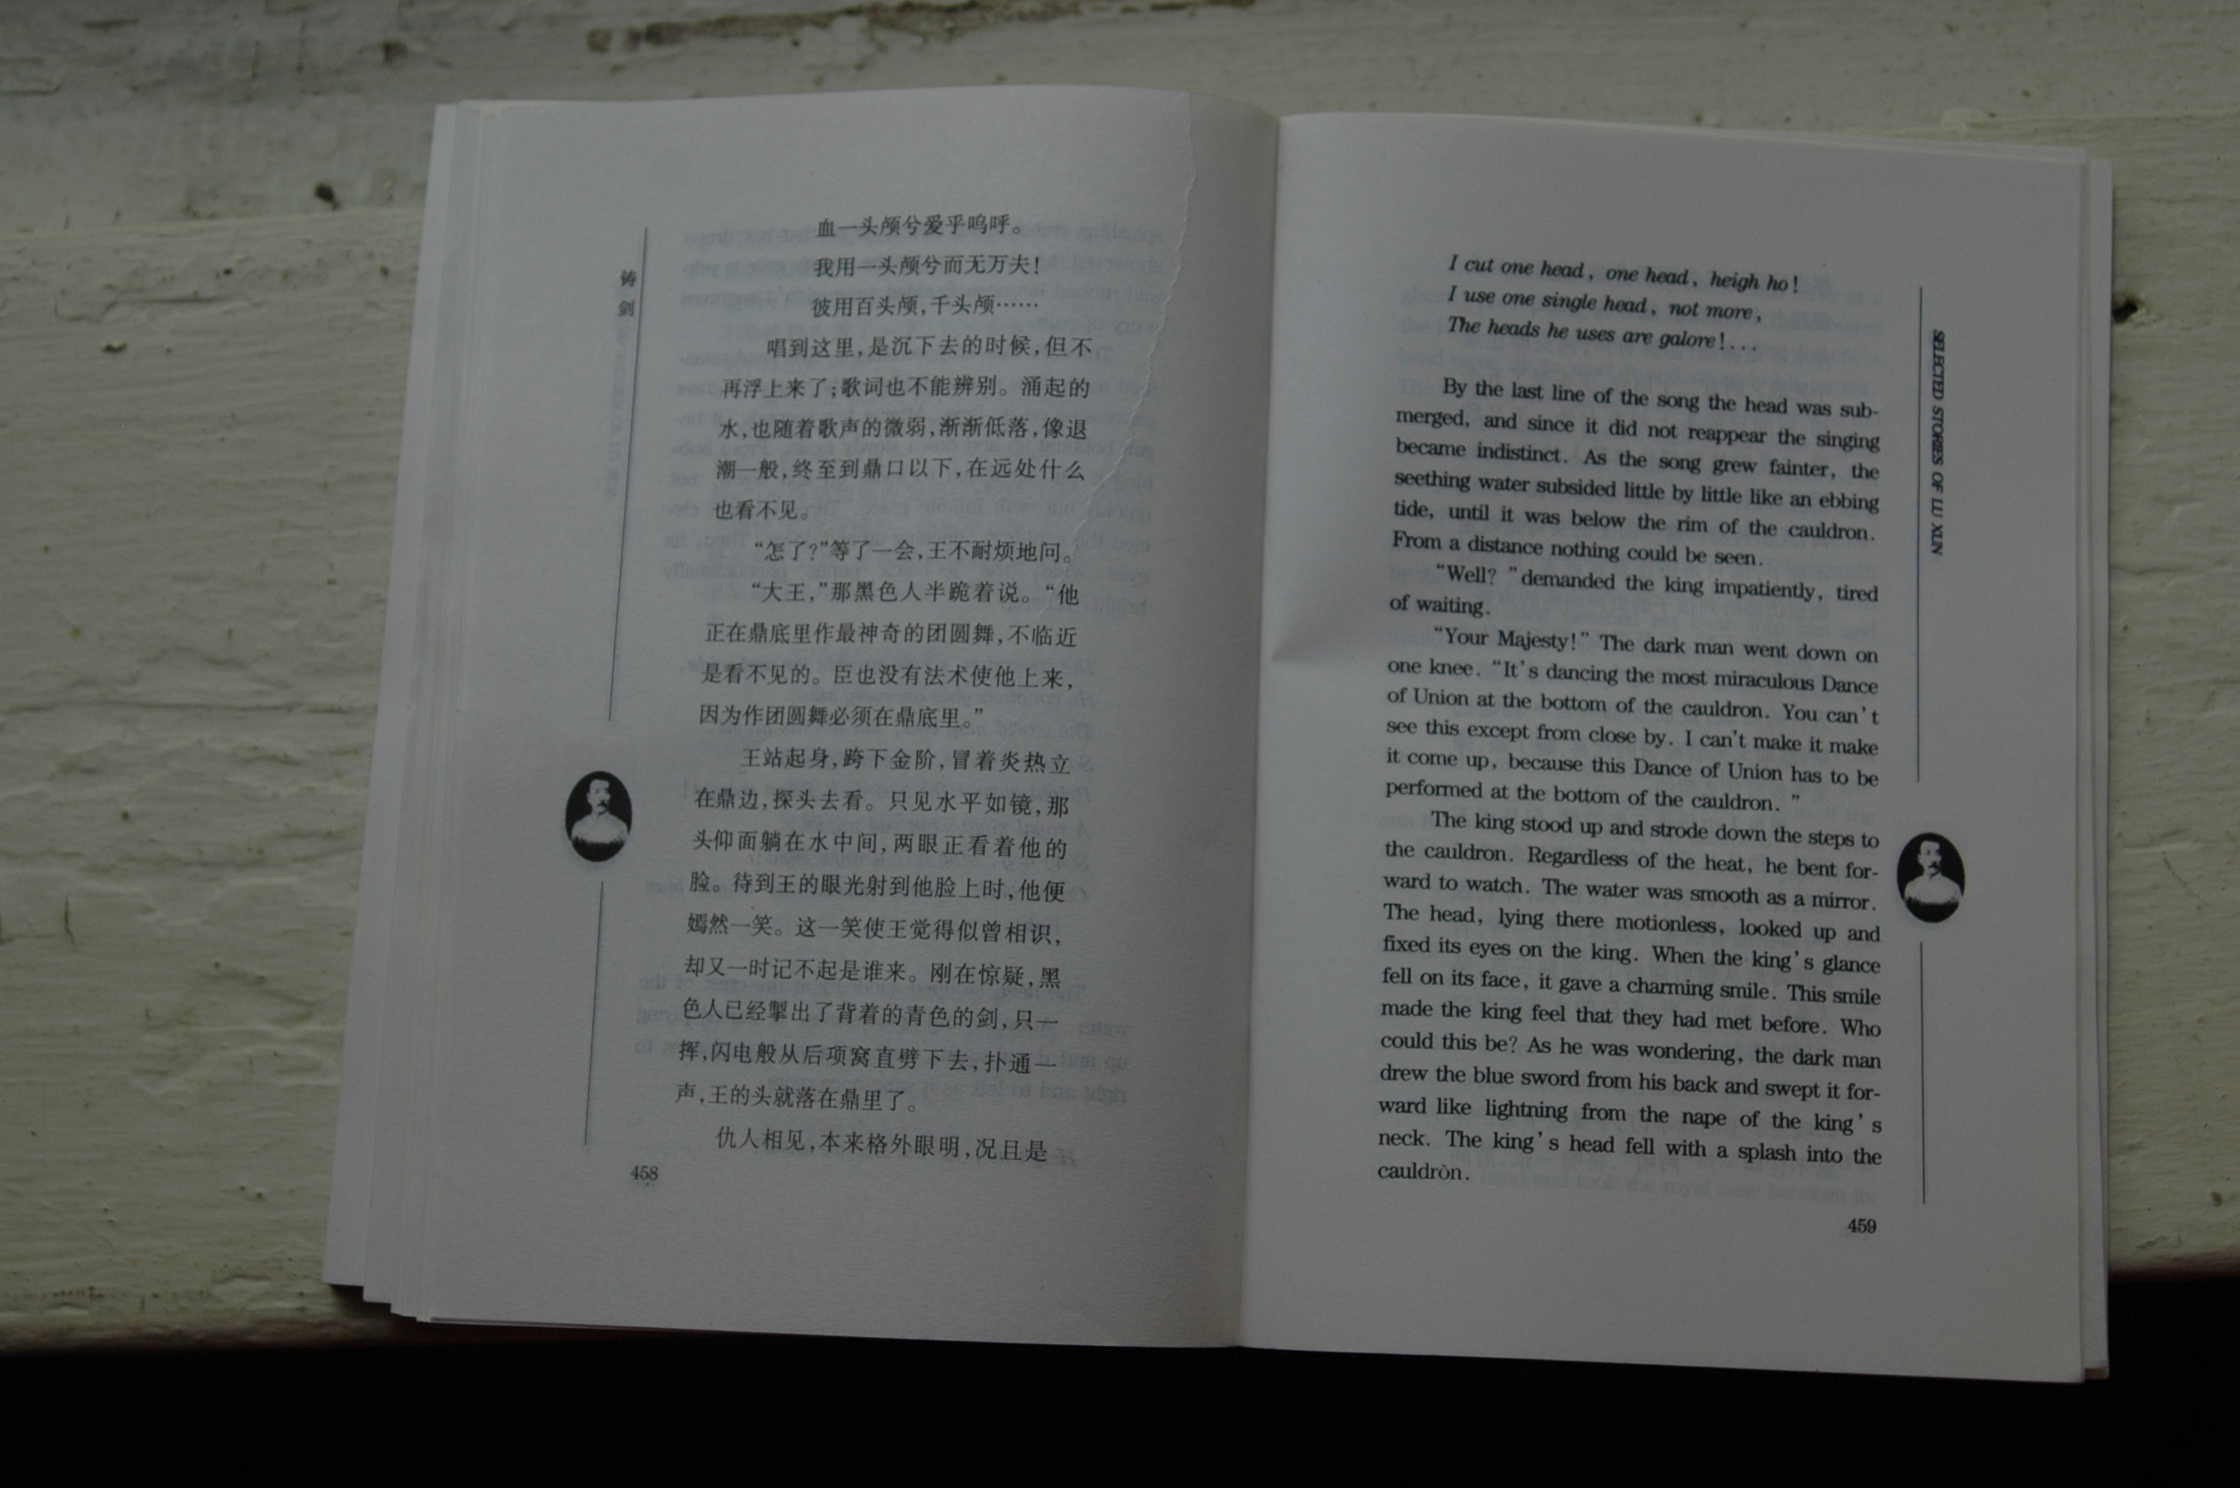 铸
剑
血一头颅兮爱乎呜呼。
我用一头颅兮而无万夫!
彼用百头颅,千头颅……
唱到这里,是沉下去的时候,但不
再浮上来了;歌词也不能辨别。涌起的
水,也随着歌声的微弱,渐渐低落,像退
潮一般,终至到鼎口以下,在远处什么
也看不见。
“怎了?”等了一会,王不耐烦地问。
“大王,”那黑色人半跪着说。“他
正在鼎底里作最神奇的团圆舞,不临近
是看不见的。臣也没有法术使他上来,
因为作团圆舞必须在鼎底里。”
王站起身,跨下金阶,冒着炎热立
在鼎边,探头去看。只见水平如镜,那
头仰面躺在水中间,两眼正看着他的
脸。待到王的眼光射到他脸上时,他便
嫣然一笑。这一笑使王觉得似曾相识,
却又一时记不起是谁来。刚在惊疑,黑
色人已经掣出了背着的青色的剑,只一
挥,闪电般从后项窝直劈下去,扑通一
声,王的头就落在鼎里了。
仇人相见,本来格外眼明,况且是
458
I cut one head, one head, heigh ho!
I use one single head, not more,
The heads he uses are galore!...
By the last line of the song the head was sub-
merged, and since it did not reappear the singing
became indistinct. As the song grew fainter, the
seething water subsided little by little like an ebbing
tide, until it was below the rim of the cauldron.
From a distance nothing could be seen.
“Well? ”demanded the king impatiently, tired
of waiting.
“Your Majesty!” The dark man went down on
one knee. “It's dancing the most miraculous Dance
of Union at the bottom of the cauldron. You can't
see this except from close by. I can't make it make
it come up, because this Dance of Union has to be
performed at the bottom of the cauldron. ”
The king stood up and strode down the steps to
the cauldron. Regardless of the heat, he bent for-
ward to watch. The water was smooth as a mirror.
The head, lying there motionless, looked up and
fixed its eyes on the king. When the king's glance
fell on its face, it gave a charming smile. This smile
made the king feel that they had met before. Who
could this be? As he was wondering, the dark man
drew the blue sword from his back and swept it for-
ward like lightning from the nape of the king's
neck. The king's head fell with a splash into the
cauldron.
SELECTED STORIES OF LU XUN
459